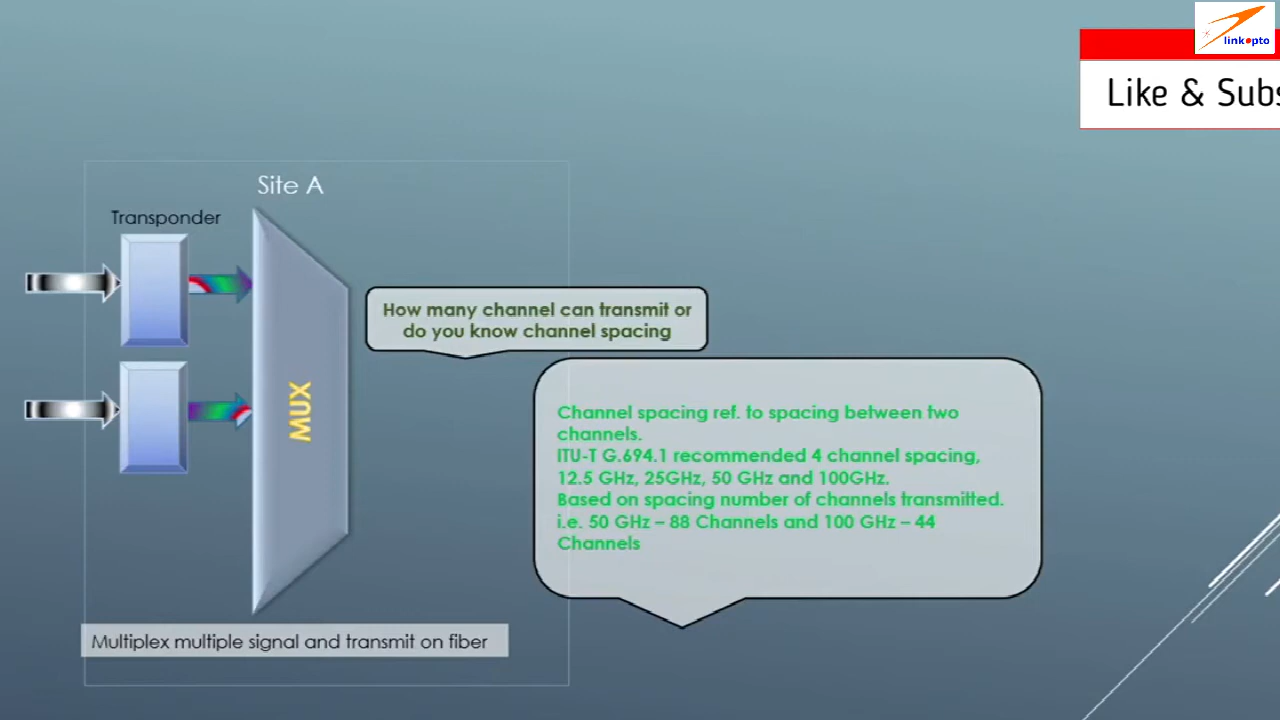 linkopto
Like & Subs
Site A
Transponder
How many channel can transmit or
do you know channel spacing
MUX
Channel spacing ref. to spacing between two
channels.
ITU-T G.694.1 recommended 4 channel spacing,
12.5 GHz, 25GHz, 50 GHz and 100GHz.
Based on spacing number of channels transmitted.
i.e. 50 GHz – 88 Channels and 100 GHz – 44
Channels
Multiplex multiple signal and transmit on fiber